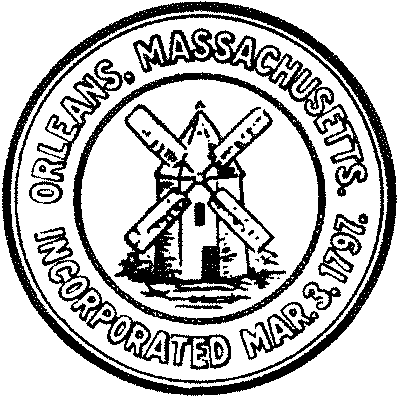 ORLEANS, MASSACHUSETTS.
INCORPORATED MAR. 3, 1797.